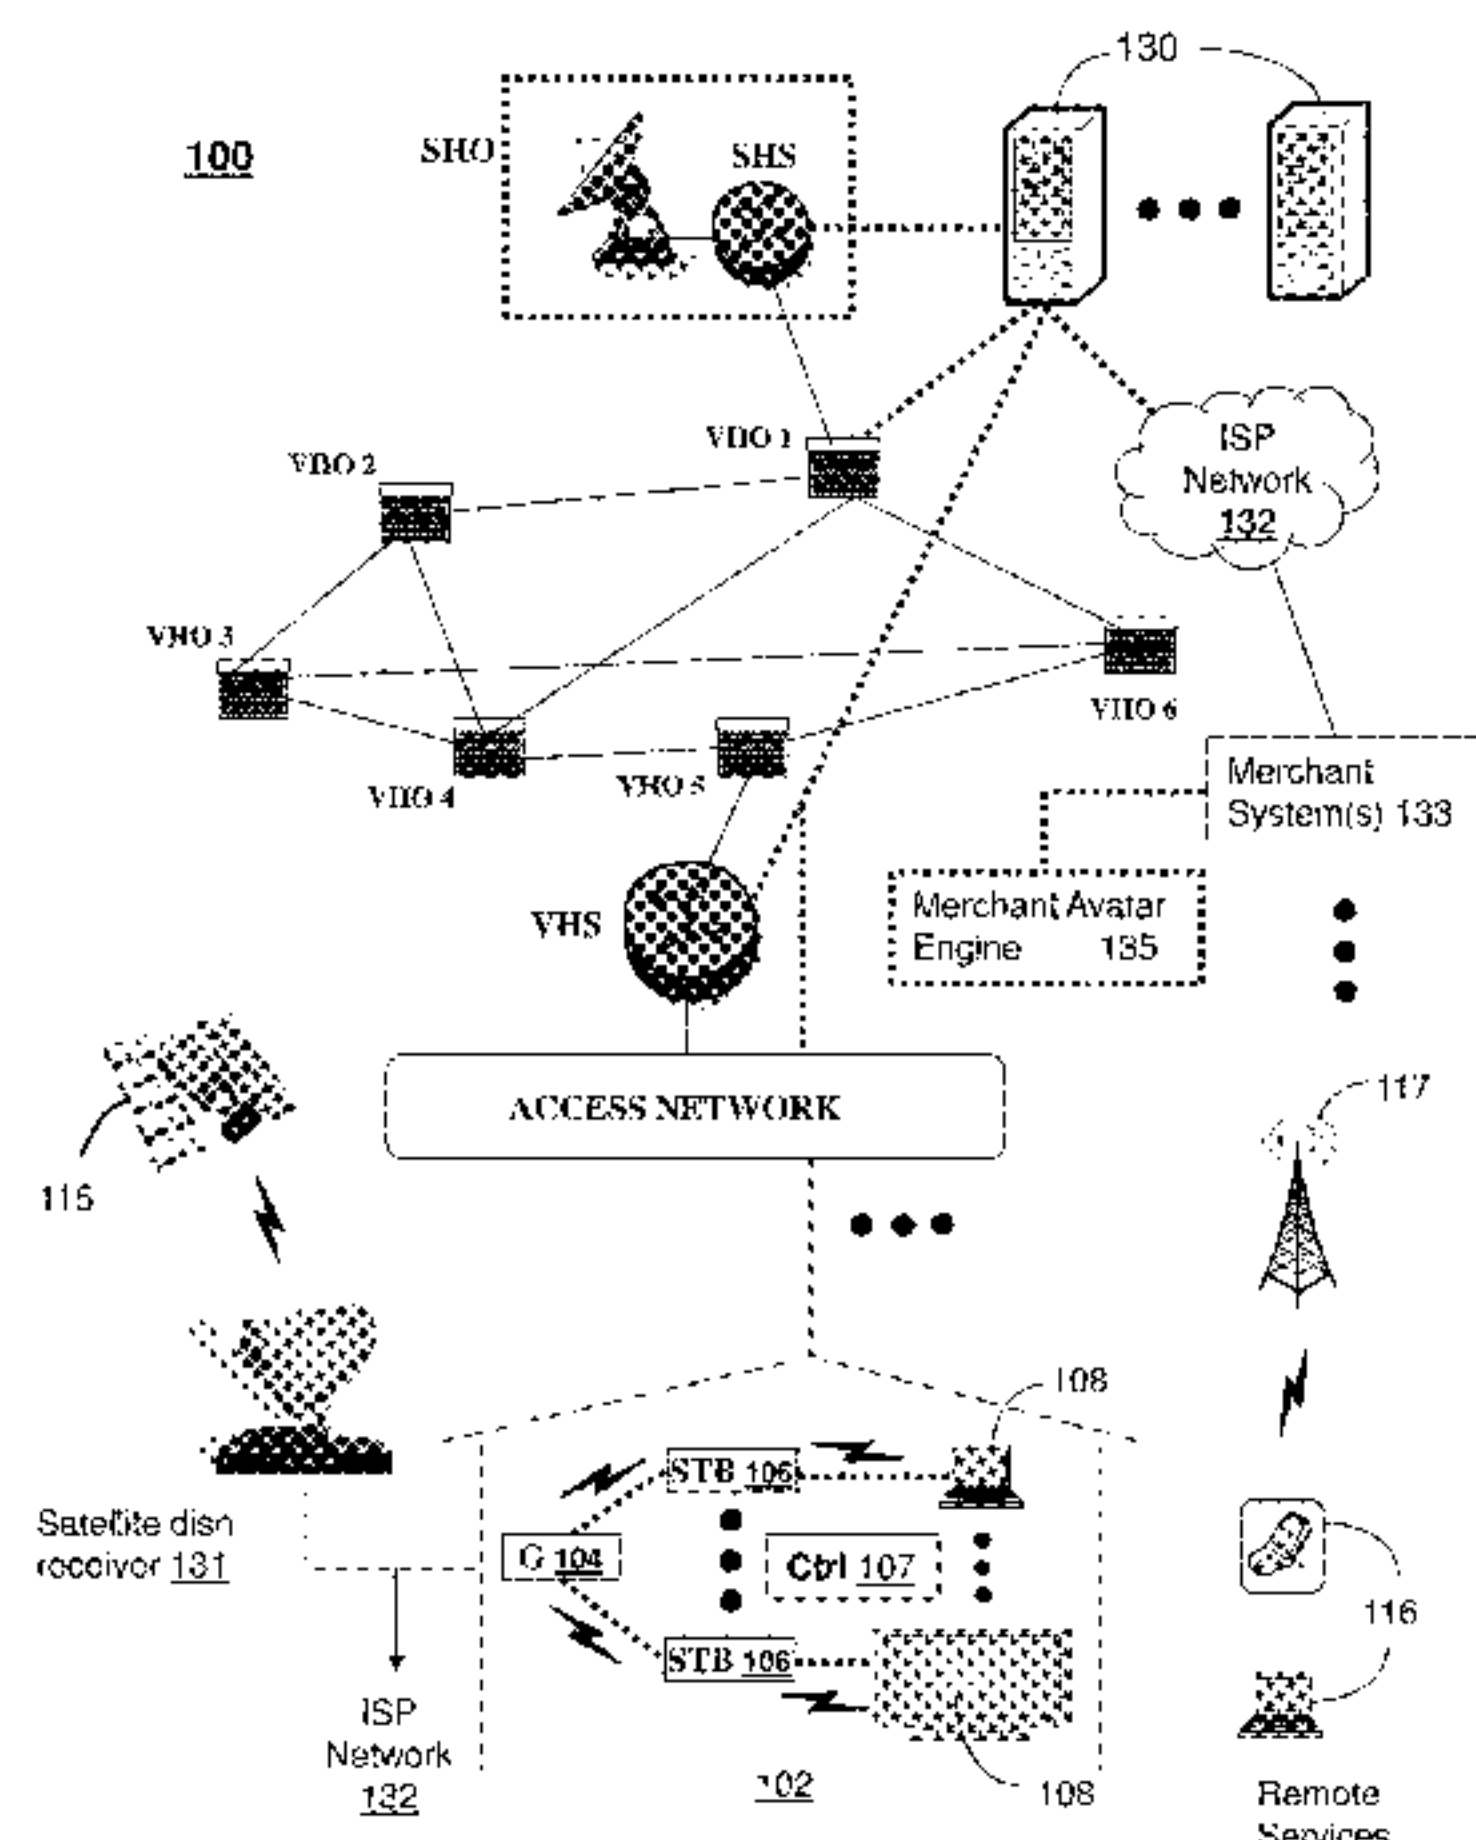 130
100
SHO
SHS
VHO 1
ISP
Network
132
VHO 2
VHO 3
VHO 6
VHO 4
VHO 5
Merchant
System(s) 133
Merchant Avatar
Engine 135
VHS
ACCESS NETWORK
117
115
108
STB 106
Satellite dish
receiver 131
G 104
Ctrl 107
116
STB 106
ISP
Network
132
102
108
Remote
Services